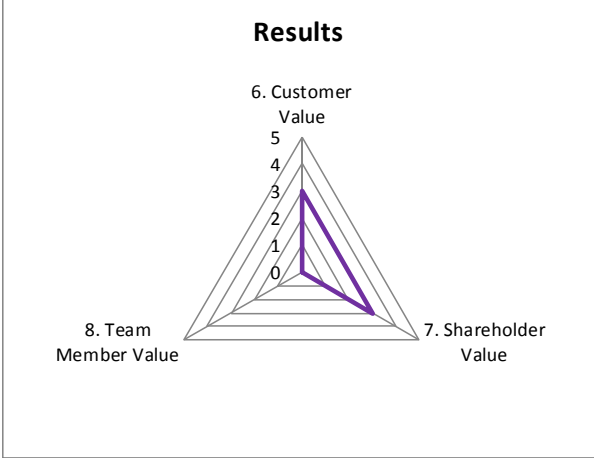 Results
6. Customer
Value
5
4
3
2
1
0
8. Team
Member Value
7. Shareholder
Value